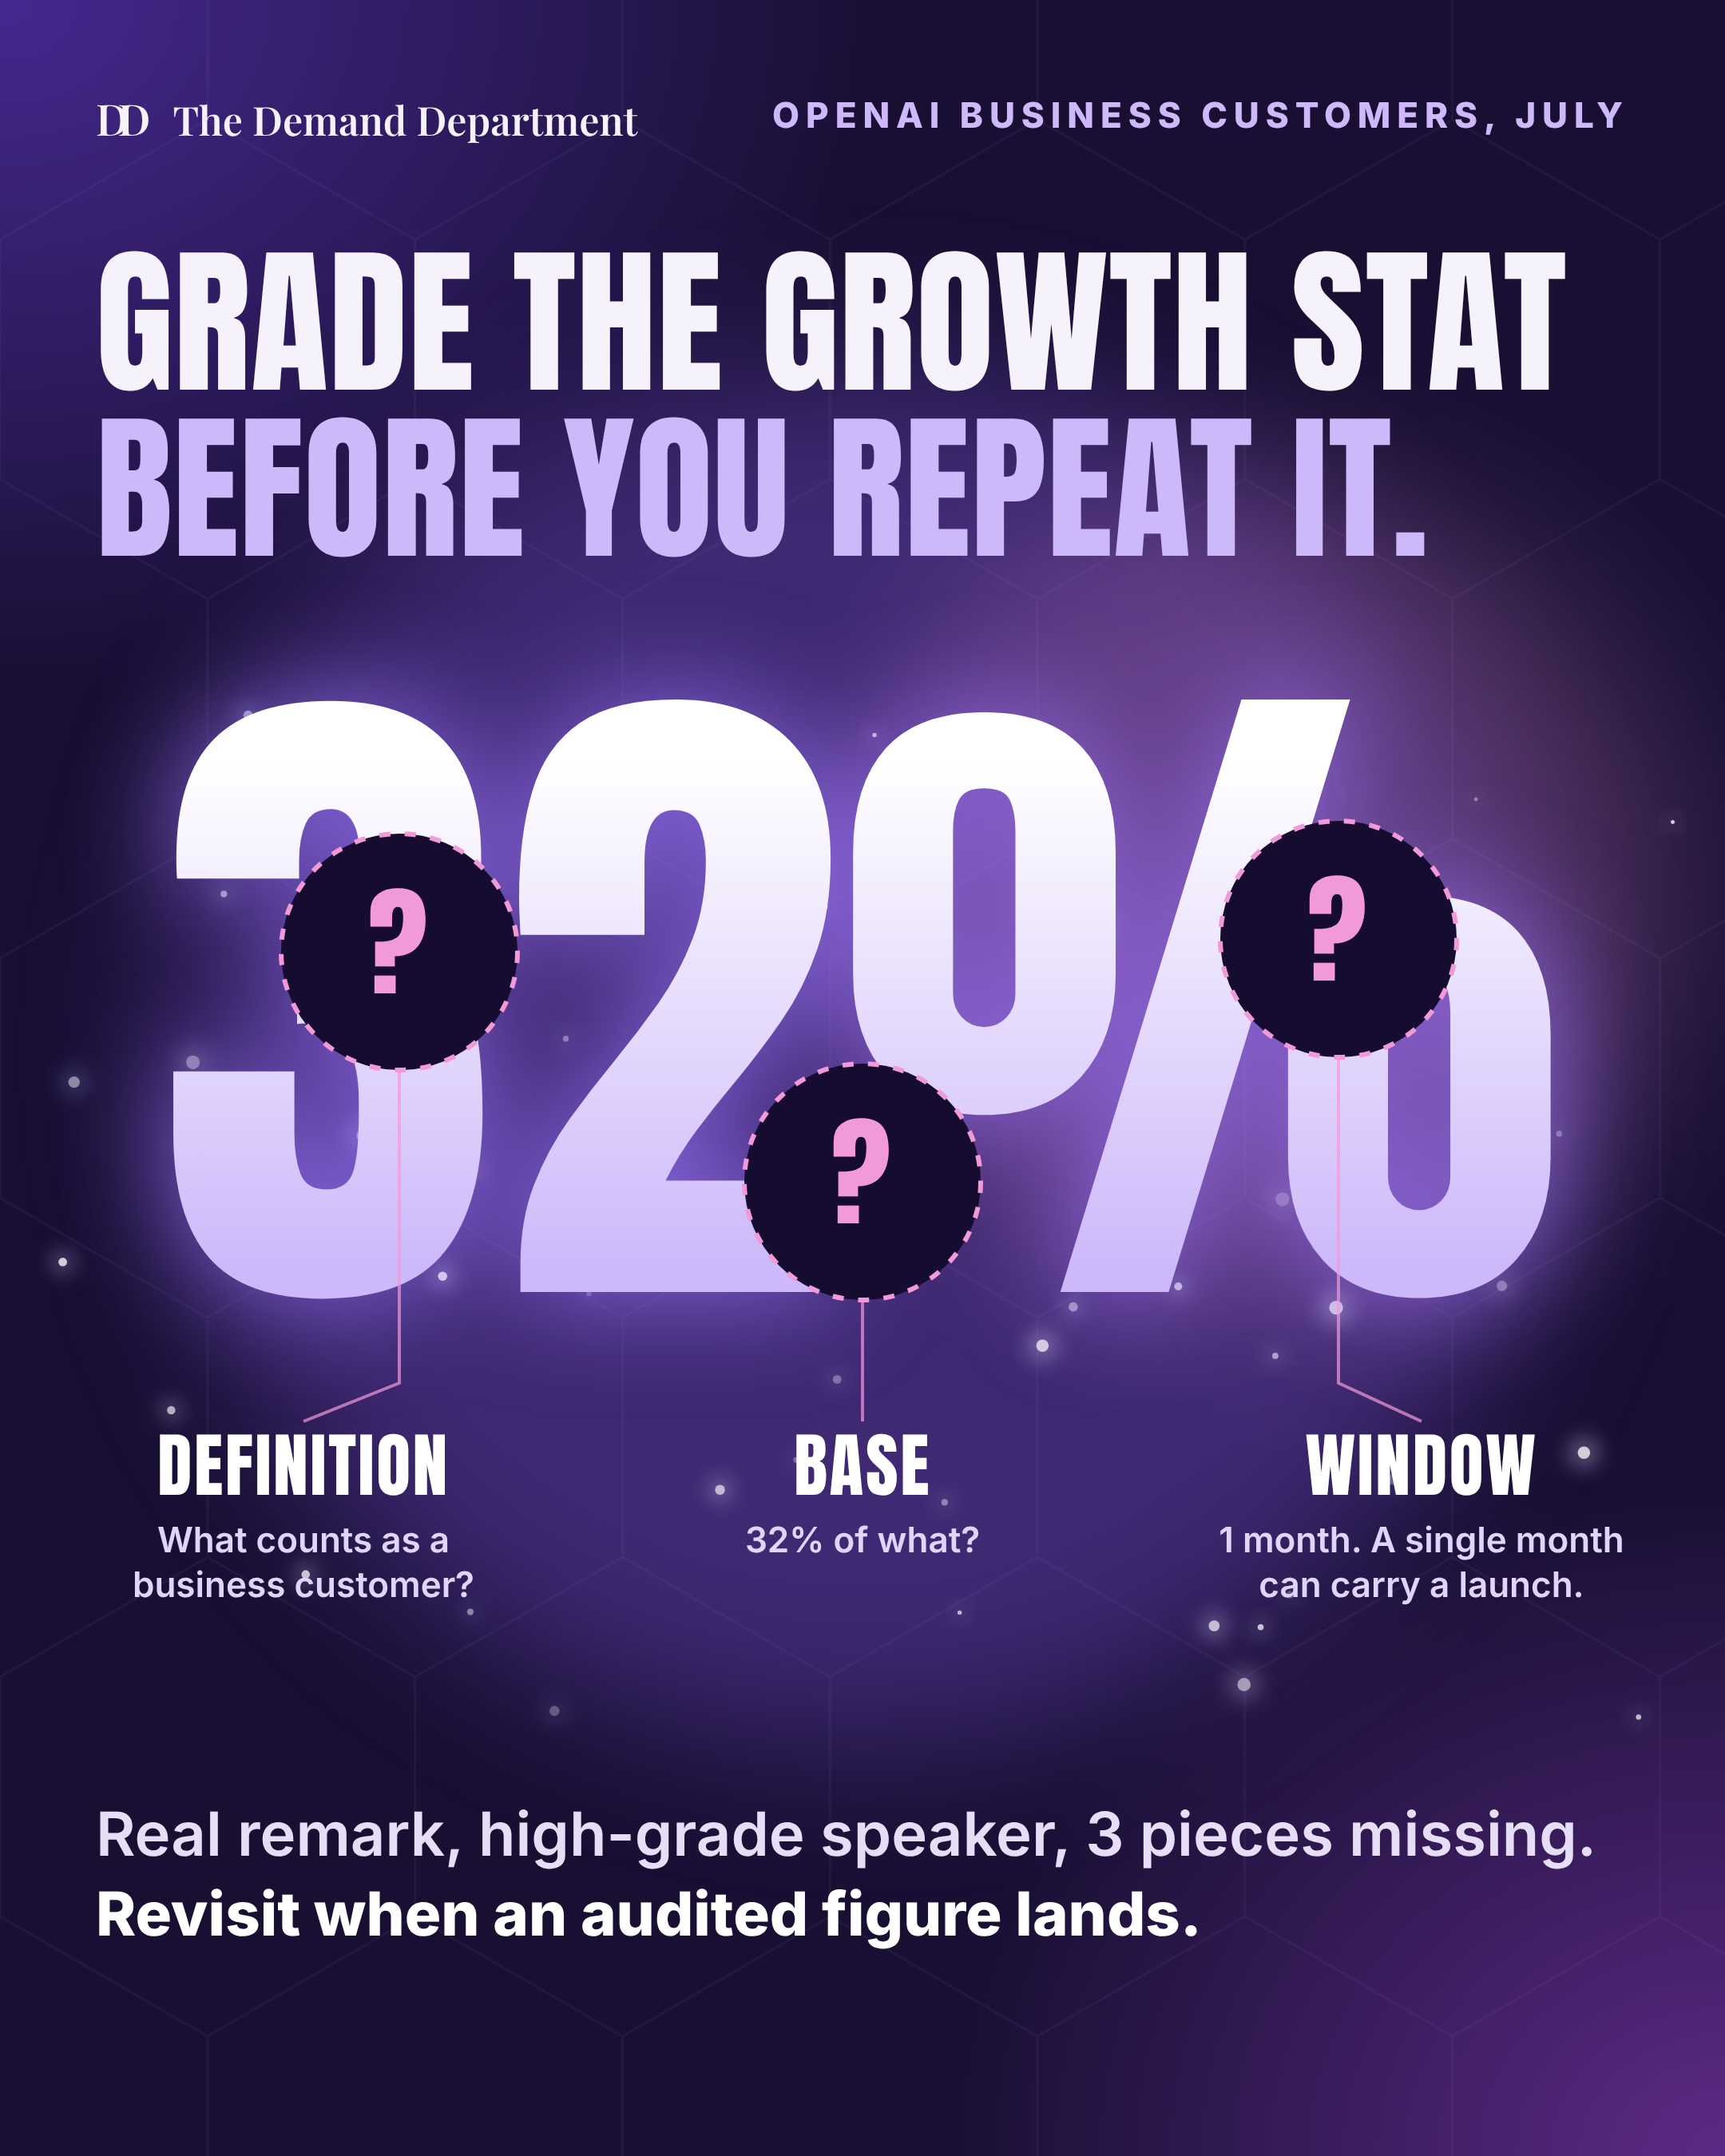 DD The Demand Department
OPENAI BUSINESS CUSTOMERS, JULY
GRADE THE GROWTH STAT
BEFORE YOU REPEAT IT.
32%
?
?
?
DEFINITION
What counts as a
business customer?
BASE
32% of what?
WINDOW
1 month. A single month
can carry a launch.
Real remark, high-grade speaker, 3 pieces missing.
Revisit when an audited figure lands.